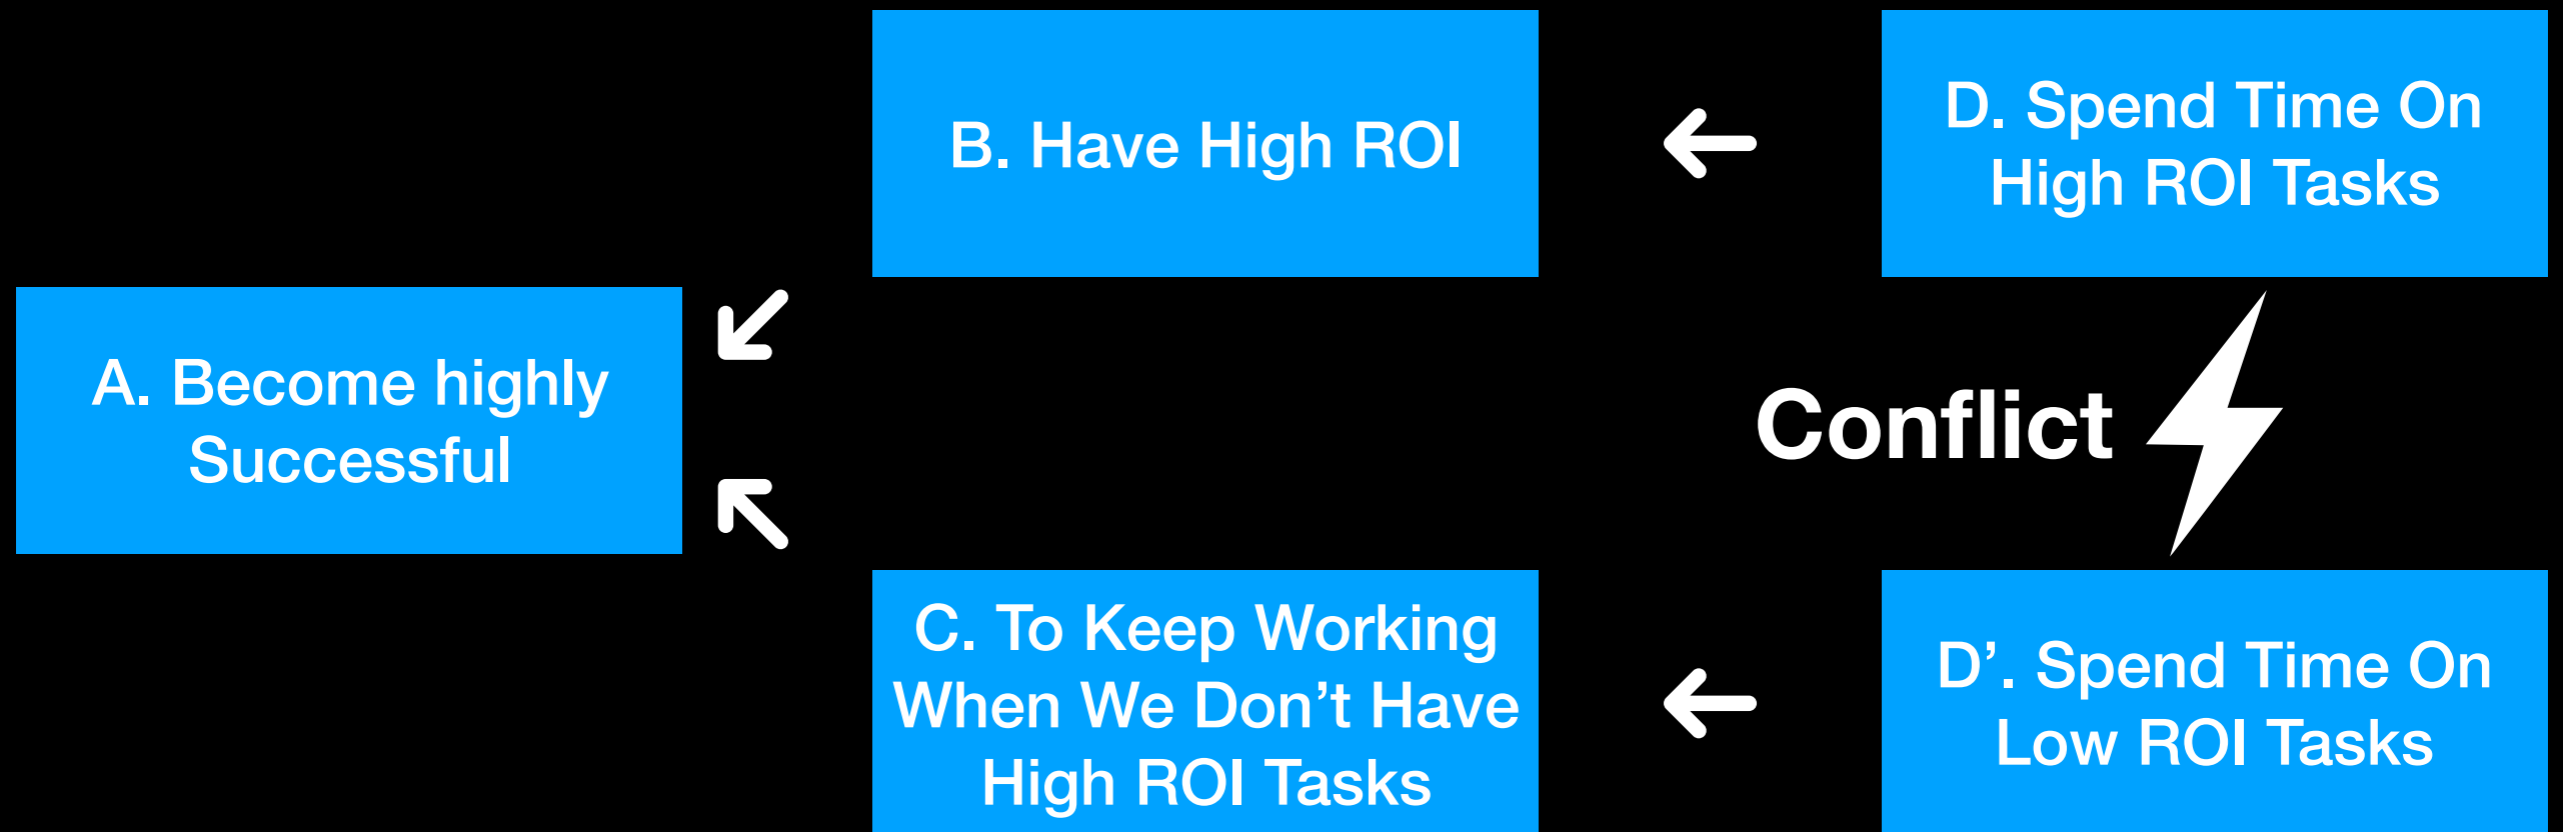 B. Have High ROI
D. Spend Time On
High ROI Tasks
A. Become highly
Successful
Conflict
C. To Keep Working
When We Don’t Have
High ROI Tasks
D’. Spend Time On
Low ROI Tasks